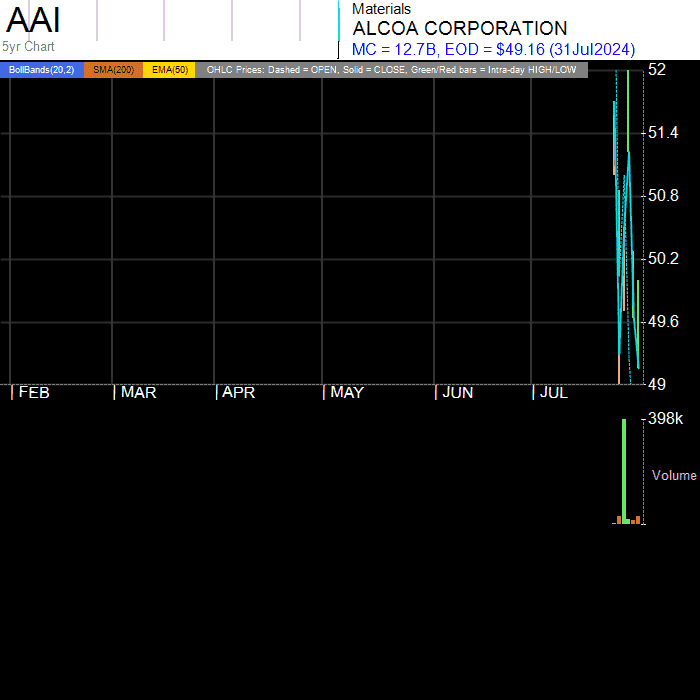 AAI
5yr Chart
Materials
ALCOA CORPORATION
MC = 12.7B, EOD = $49.16 (31Jul2024)
BollBands(20,2) SMA(200) EMA(50) OHLC Prices: Dashed = OPEN, Solid = CLOSE, Green/Red bars = Intra-day HIGH/LOW
52
51.4
50.8
50.2
49.6
49
FEB MAR APR MAY JUN JUL
398k
Volume